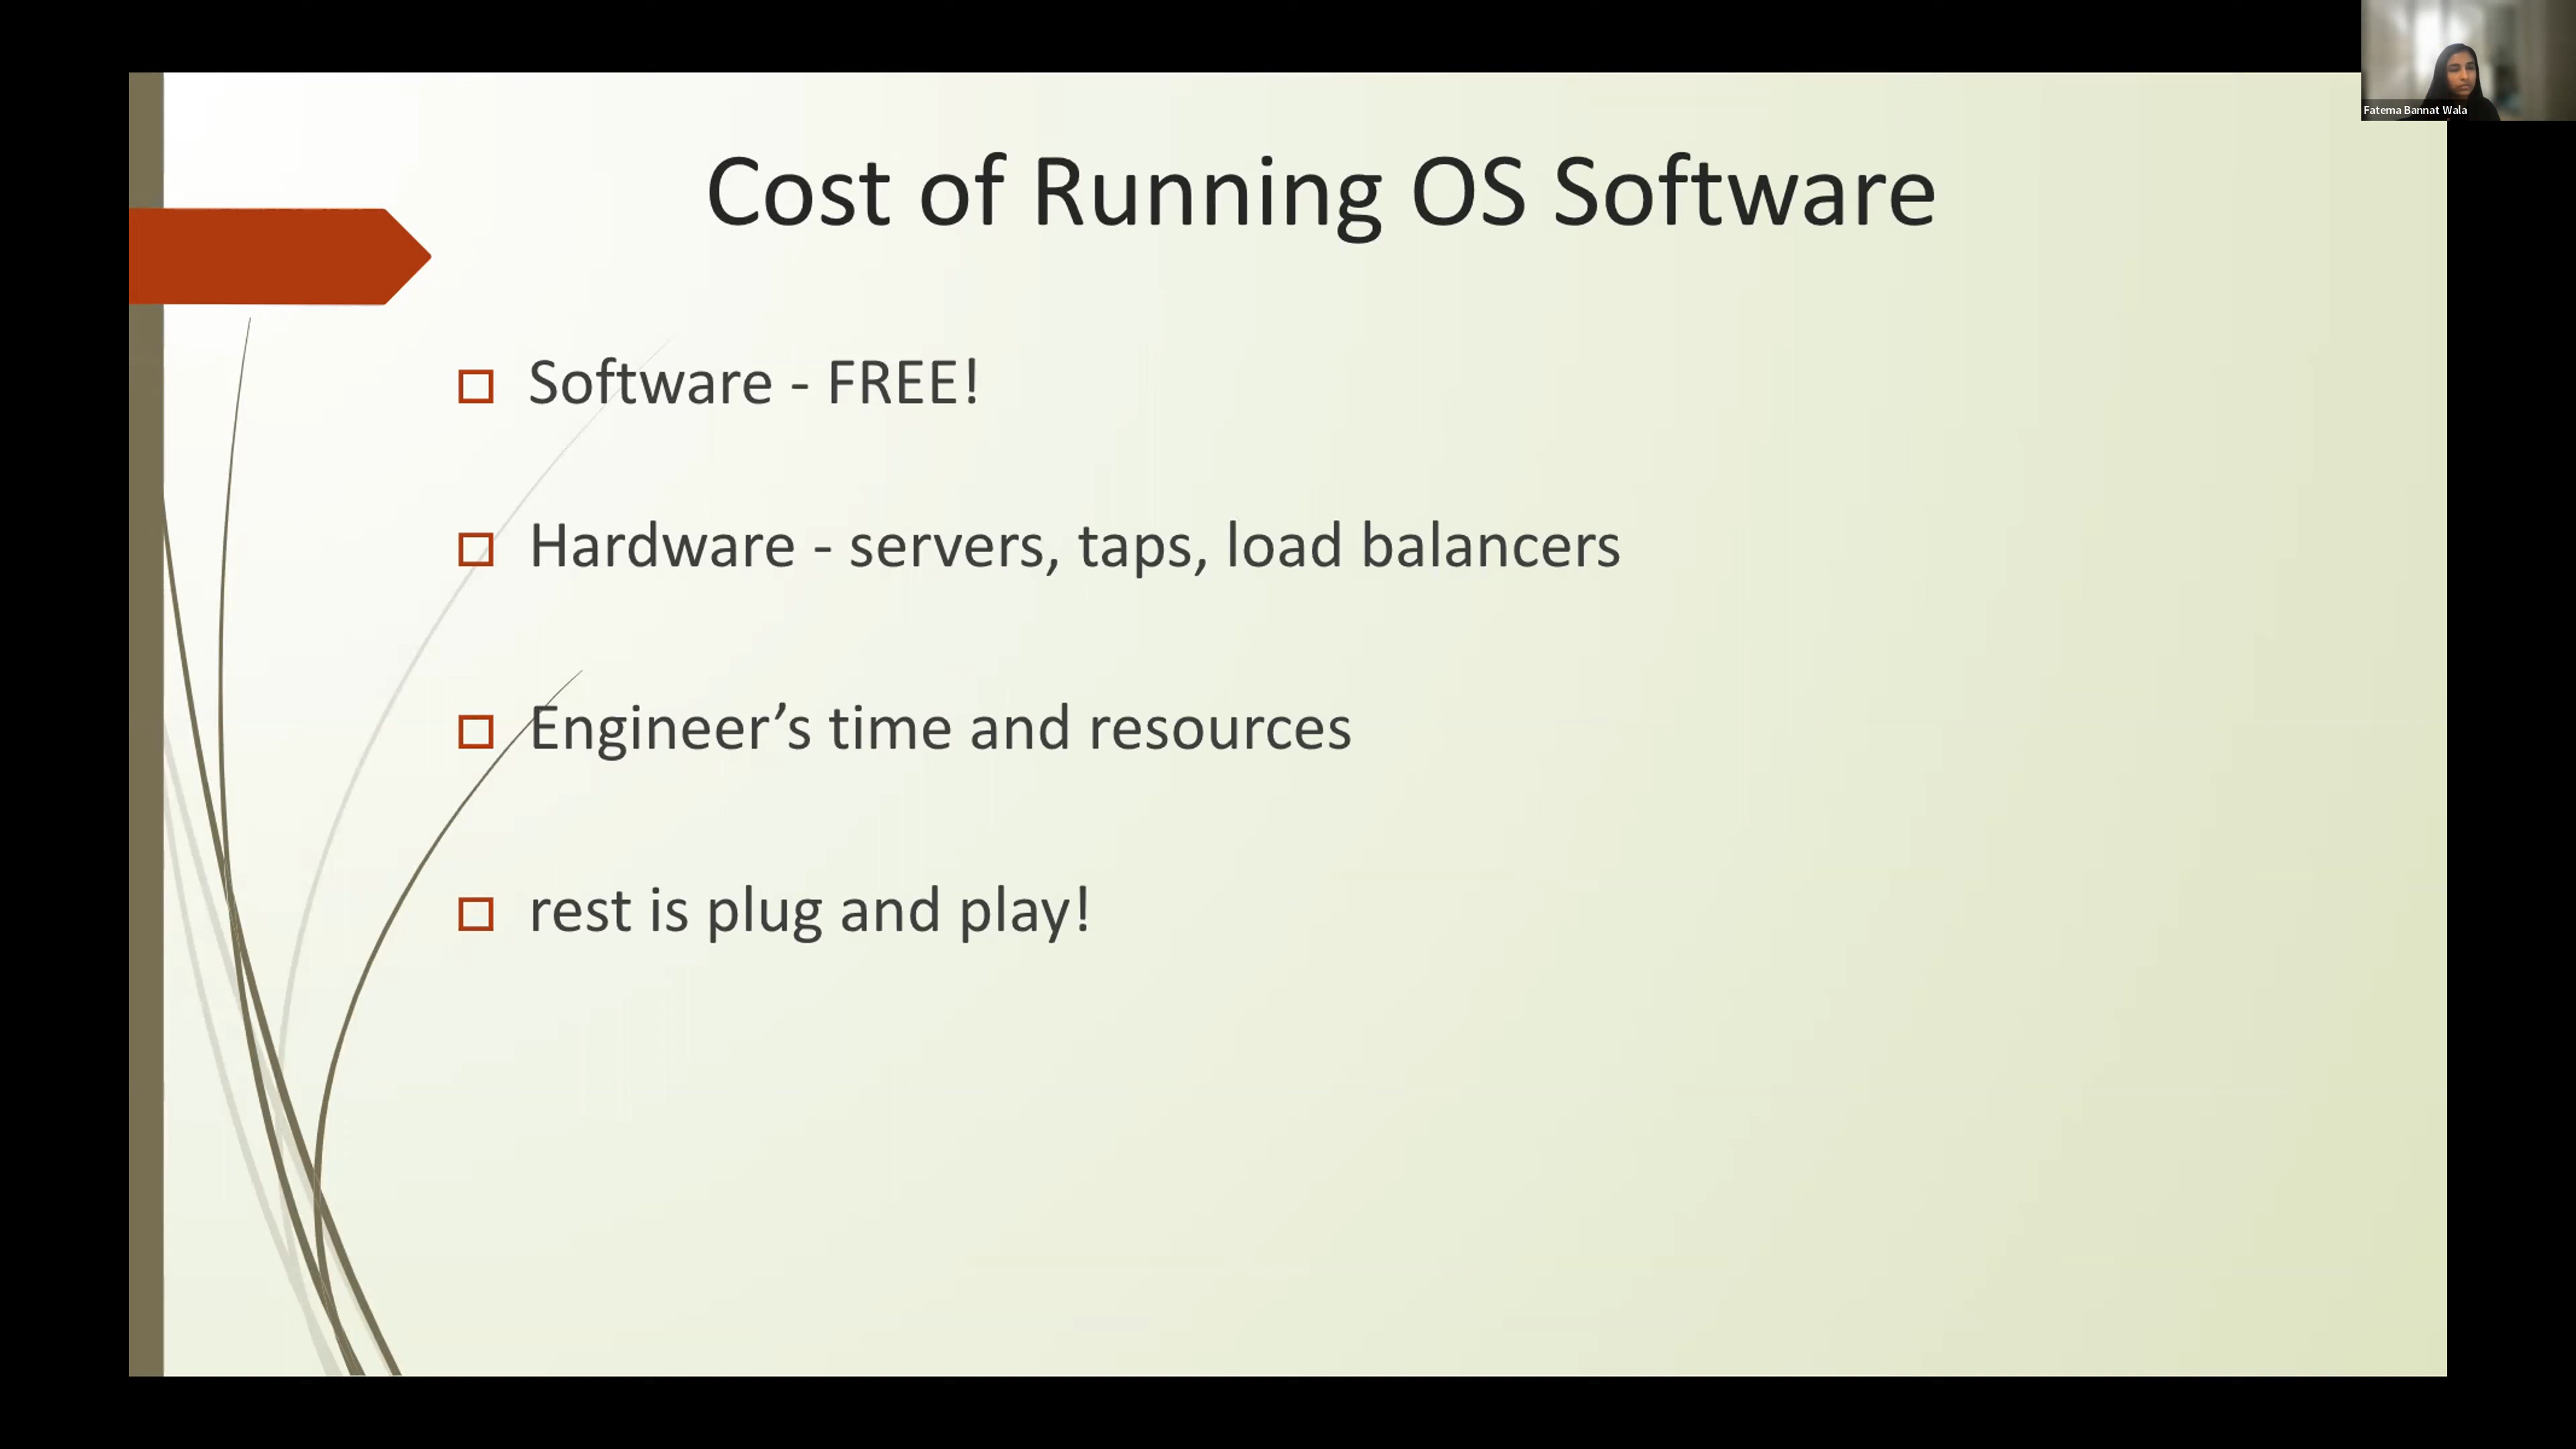 Fatema Bannat Wala
Cost of Running OS Software
Software - FREE!
Hardware - servers, taps, load balancers
Engineer’s time and resources
rest is plug and play!